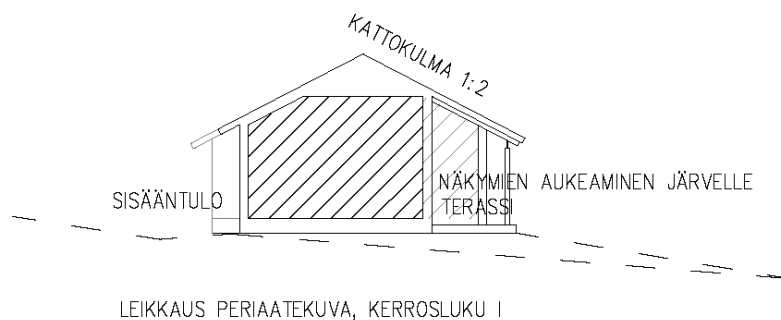 KATTOKULMA 1:2
SISÄÄNTULO
NÄKYMIEN AUKEAMINEN JÄRVELLE
TERASSI
LEIKKAUS PERIAATEKUVA, KERROSLUKU I